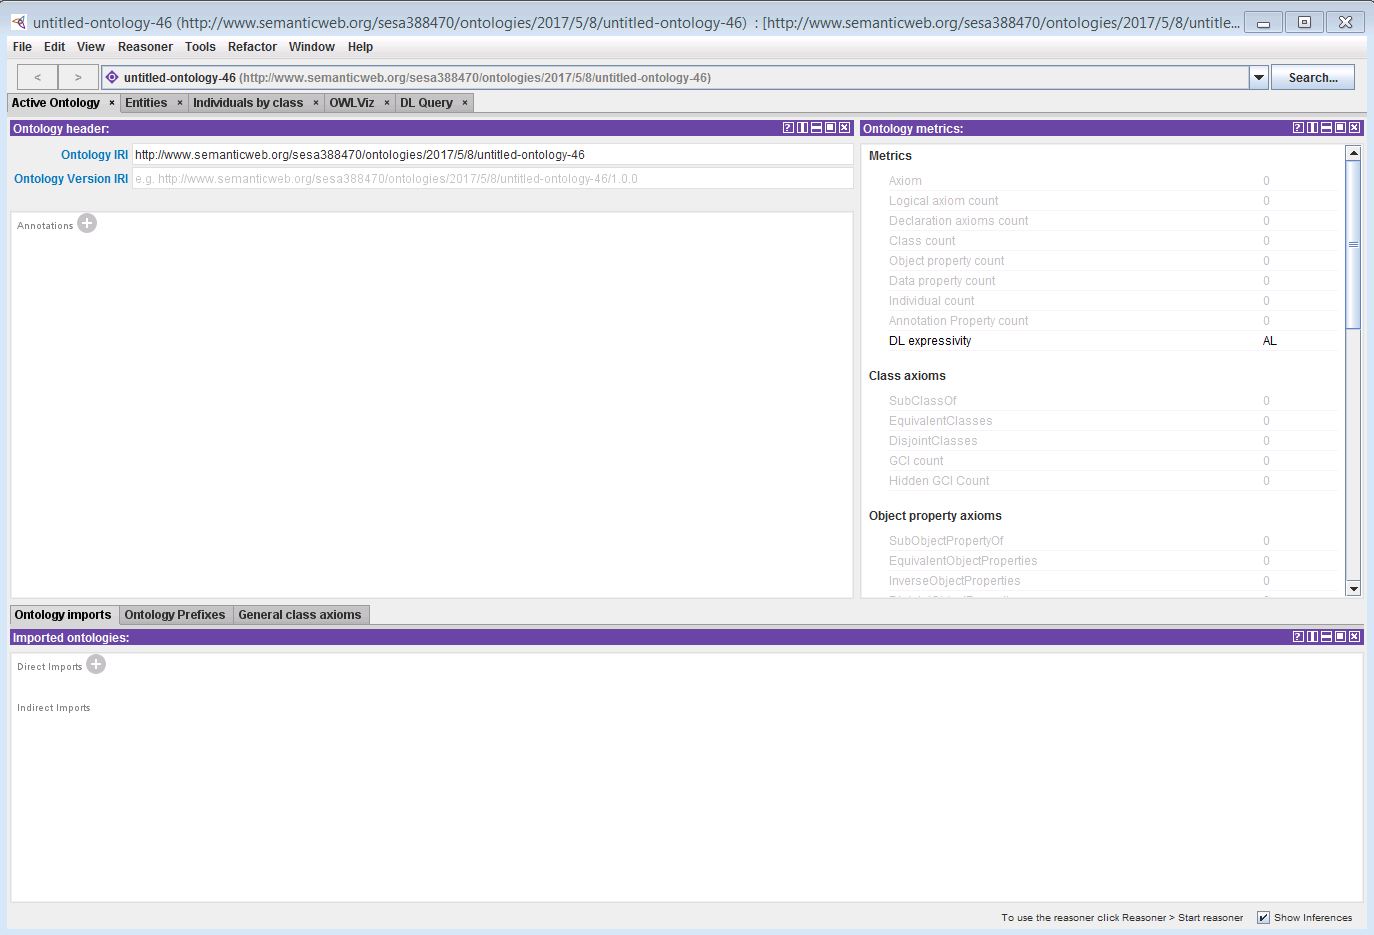 untitled-ontology-46 (http://www.semanticweb.org/sesa388470/ontologies/2017/5/8/untitled-ontology-46) : [http://www.semanticweb.org/sesa388470/ontologies/2017/5/8/untitle...
File Edit View Reasoner Tools Refactor Window Help
< > untitled-ontology-46 (http://www.semanticweb.org/sesa388470/ontologies/2017/5/8/untitled-ontology-46) Search...
Active Ontology × Entities × Individuals by class × OWLViz × DL Query ×
Ontology header:
Ontology IRI http://www.semanticweb.org/sesa388470/ontologies/2017/5/8/untitled-ontology-46
Ontology Version IRI e.g. http://www.semanticweb.org/sesa388470/ontologies/2017/5/8/untitled-ontology-46/1.0.0
Annotations
Ontology metrics:
Metrics
Axiom 0
Logical axiom count 0
Declaration axioms count 0
Class count 0
Object property count 0
Data property count 0
Individual count 0
Annotation Property count 0
DL expressivity AL
Class axioms
SubClassOf 0
EquivalentClasses 0
DisjointClasses 0
GCI count 0
Hidden GCI Count 0
Object property axioms
SubObjectPropertyOf 0
EquivalentObjectProperties 0
InverseObjectProperties 0
Ontology imports Ontology Prefixes General class axioms
Imported ontologies:
Direct Imports
Indirect Imports
To use the reasoner click Reasoner > Start reasoner Show Inferences